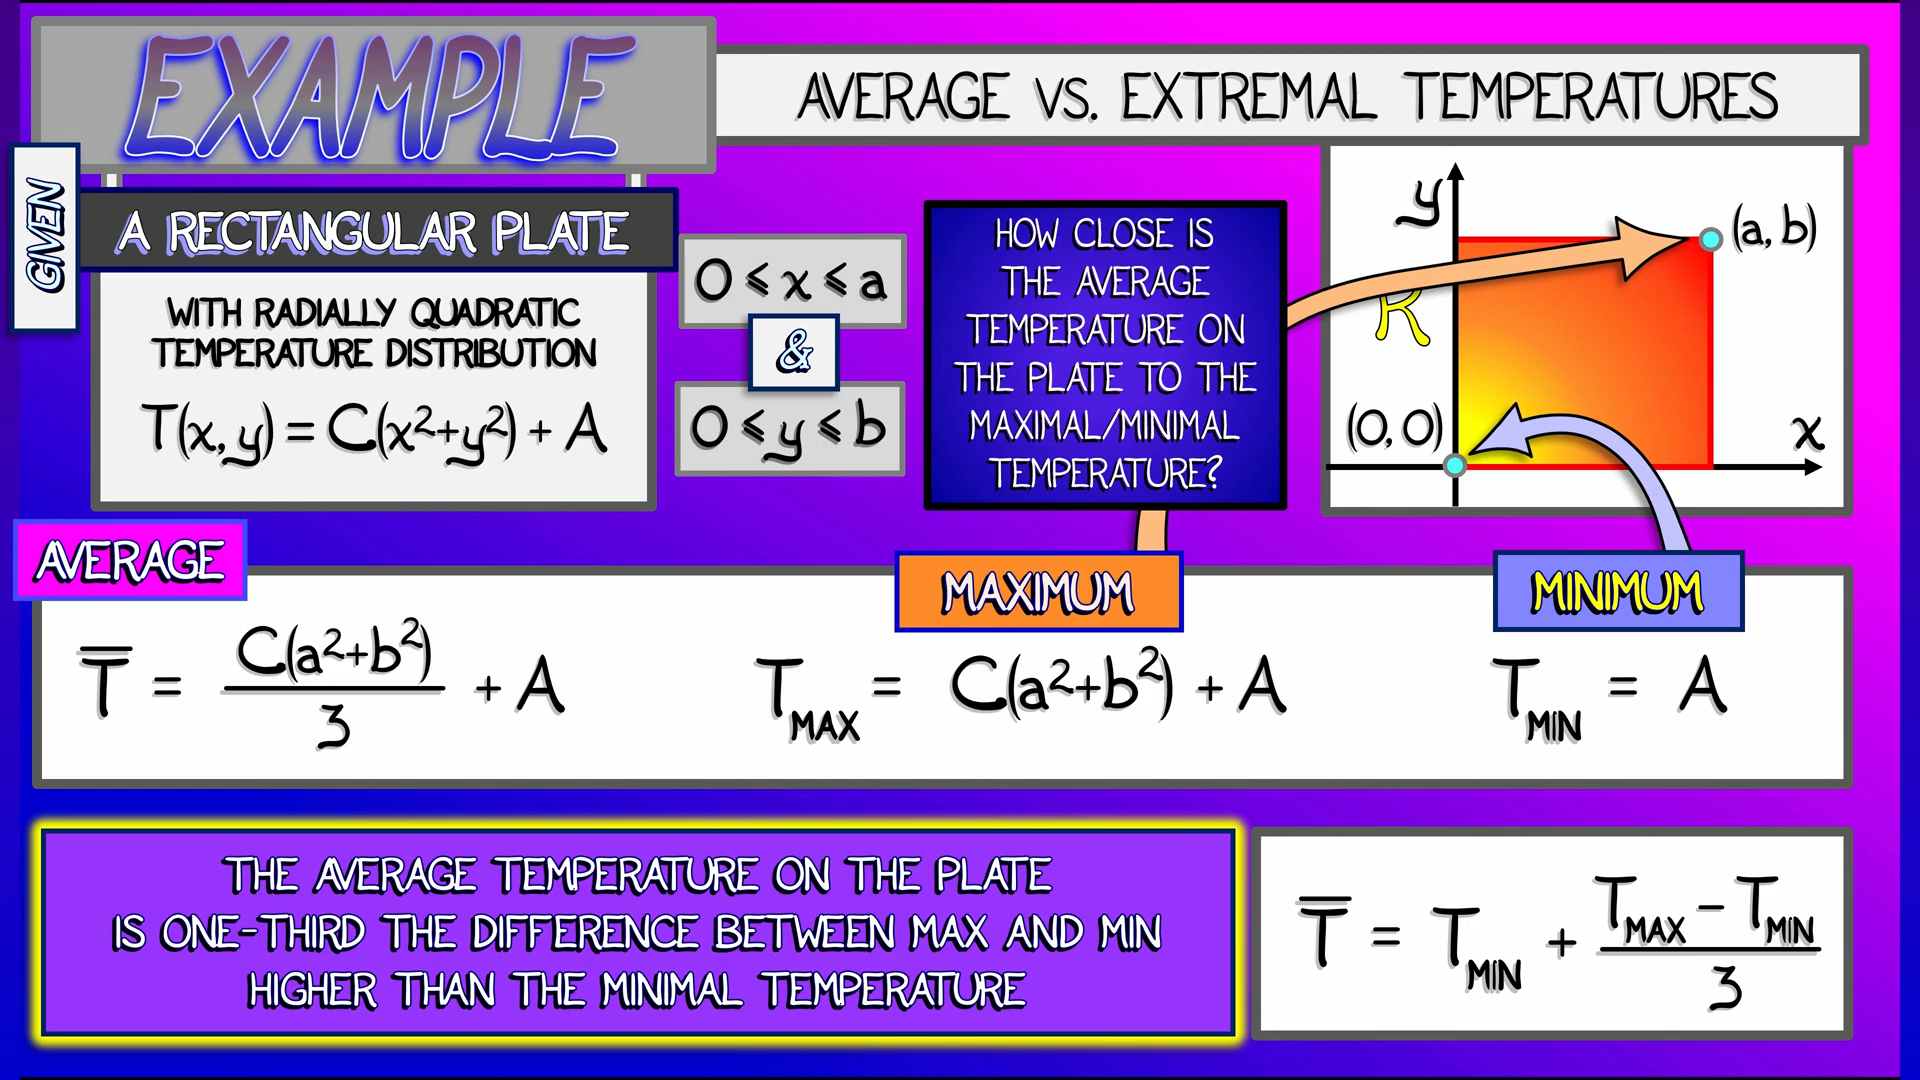 EXAMPLE
AVERAGE VS. EXTREMAL TEMPERATURES
GIVEN
A RECTANGULAR PLATE
WITH RADIALLY QUADRATIC
TEMPERATURE DISTRIBUTION
T(x, y) = C(x²+y²) + A
0 ⩽ x ⩽ a
&
0 ⩽ y ⩽ b
HOW CLOSE IS
THE AVERAGE
TEMPERATURE ON
THE PLATE TO THE
MAXIMAL/MINIMAL
TEMPERATURE?
y
(a, b)
R
(0, 0)
x
AVERAGE
T̅ = C(a²+b²)/3 + A
MAXIMUM
T_MAX = C(a²+b²) + A
MINIMUM
T_MIN = A
THE AVERAGE TEMPERATURE ON THE PLATE
IS ONE-THIRD THE DIFFERENCE BETWEEN MAX AND MIN
HIGHER THAN THE MINIMAL TEMPERATURE
T̅ = T_MIN + (T_MAX − T_MIN)/3